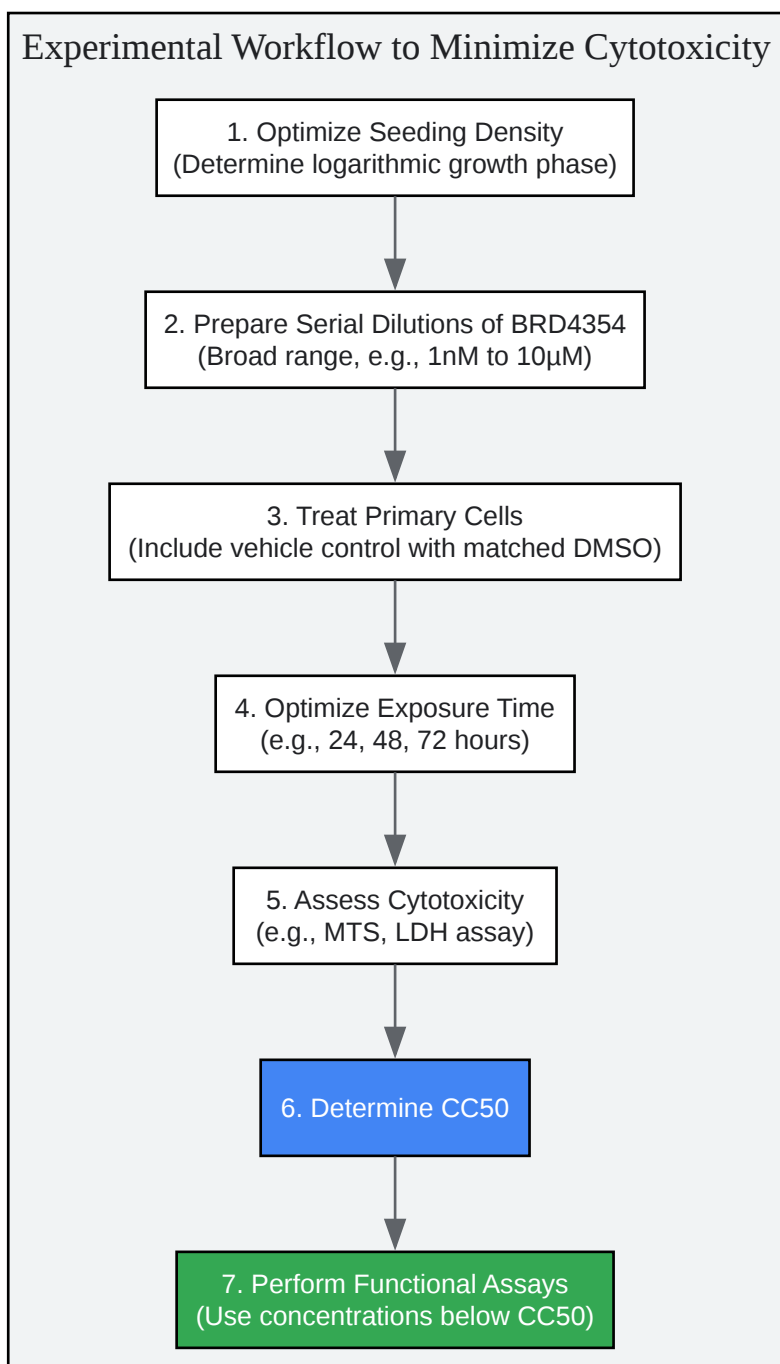 Experimental Workflow to Minimize Cytotoxicity
1. Optimize Seeding Density
(Determine logarithmic growth phase)
2. Prepare Serial Dilutions of BRD4354
(Broad range, e.g., 1nM to 10µM)
3. Treat Primary Cells
(Include vehicle control with matched DMSO)
4. Optimize Exposure Time
(e.g., 24, 48, 72 hours)
5. Assess Cytotoxicity
(e.g., MTS, LDH assay)
6. Determine CC50
7. Perform Functional Assays
(Use concentrations below CC50)